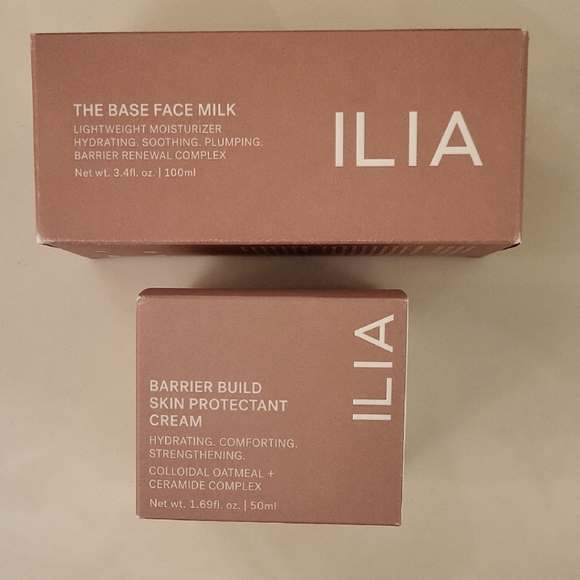 THE BASE FACE MILK
LIGHTWEIGHT MOISTURIZER
HYDRATING. SOOTHING. PLUMPING.
BARRIER RENEWAL COMPLEX
Net wt. 3.4fl. oz. | 100ml
ILIA
BARRIER BUILD
SKIN PROTECTANT
CREAM
HYDRATING. COMFORTING.
STRENGTHENING.
COLLOIDAL OATMEAL +
CERAMIDE COMPLEX
Net wt. 1.69fl. oz. | 50ml
ILIA